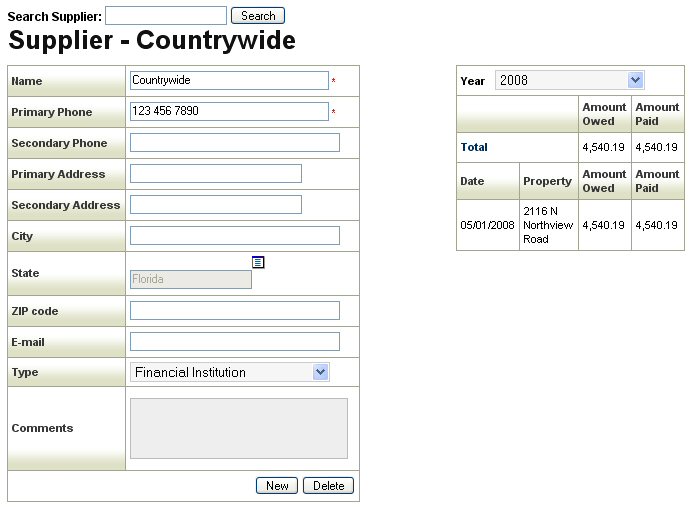 Search Supplier: Search
Supplier - Countrywide
Name Countrywide *
Primary Phone 123 456 7890 *
Secondary Phone
Primary Address
Secondary Address
City
State Florida
ZIP code
E-mail
Type Financial Institution
Comments
New Delete
Year 2008
Amount Owed Amount Paid
Total 4,540.19 4,540.19
Date Property Amount Owed Amount Paid
05/01/2008 2116 N Northview Road 4,540.19 4,540.19